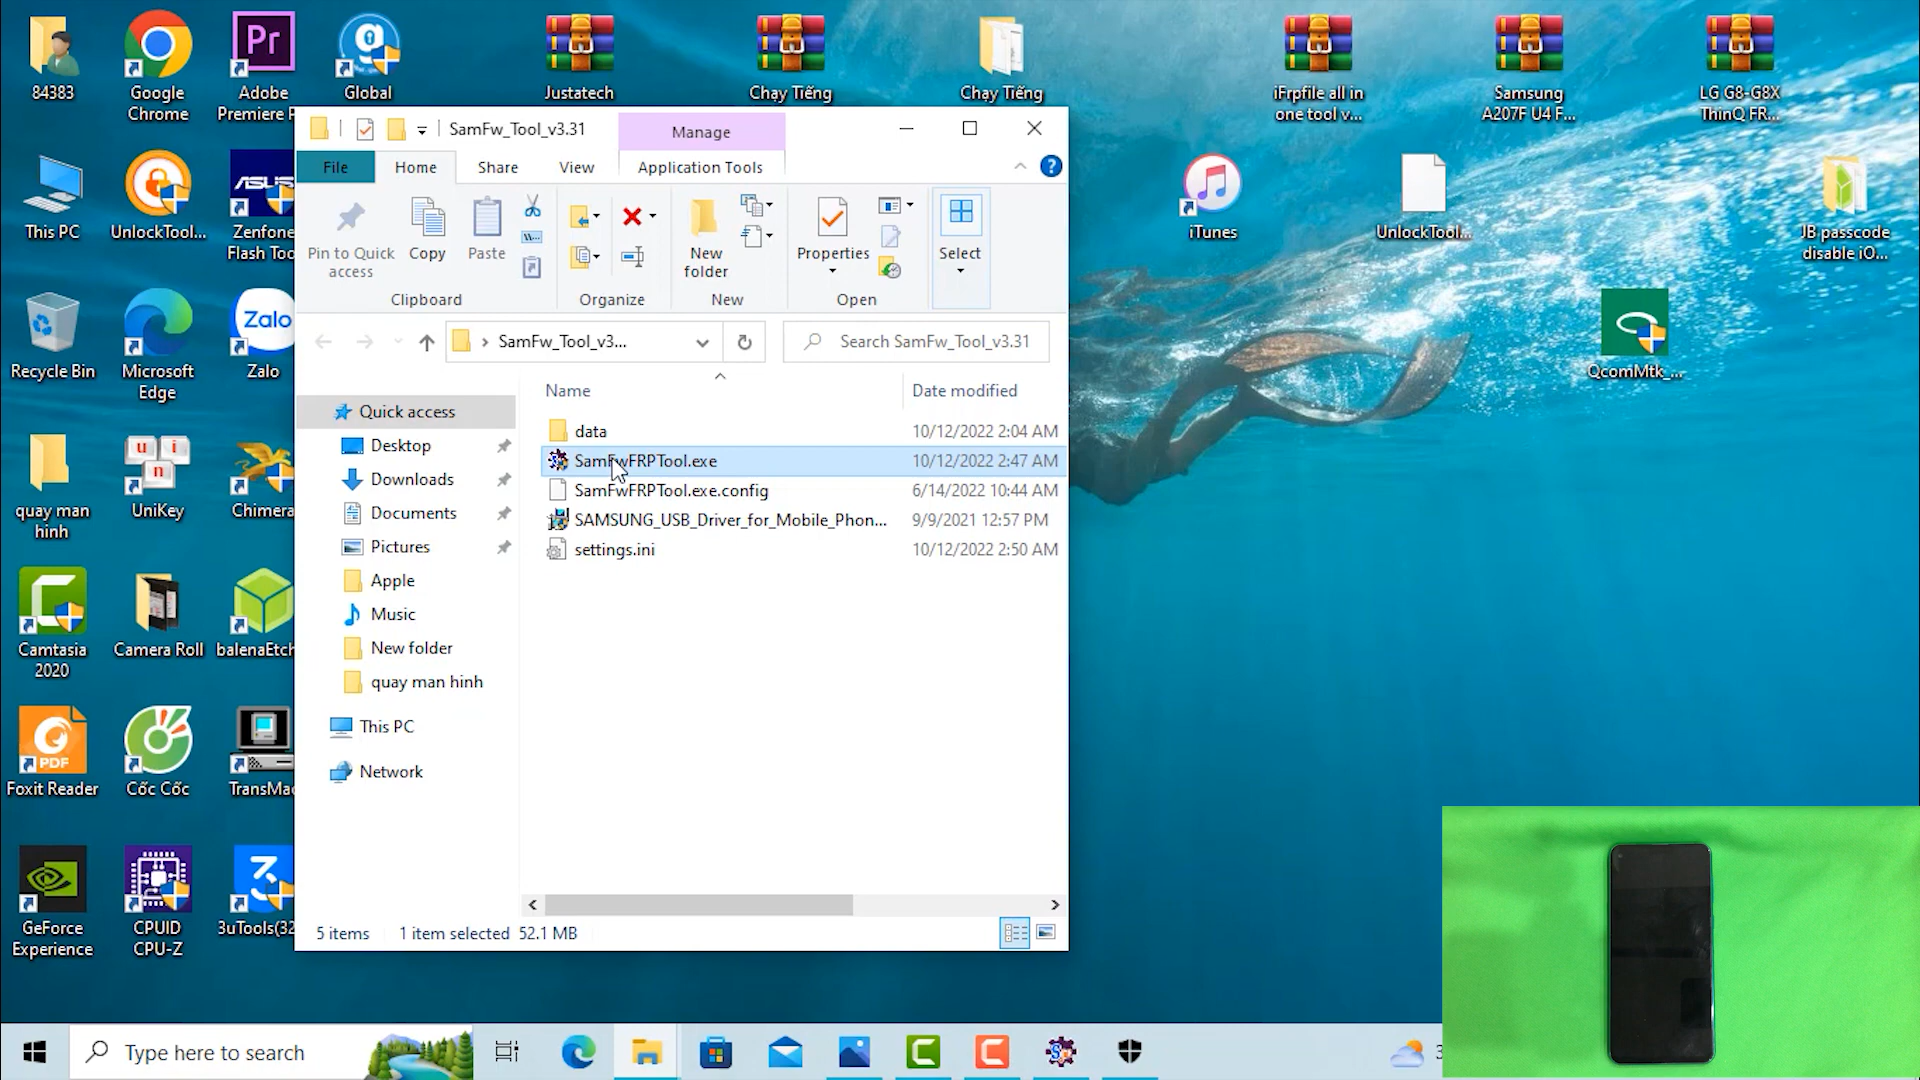 84383
Google
Chrome
Pr
Adobe
Premiere P
Global
Justatech
Chạy Tiếng
Chạy Tiếng
iFrpfile all in
one tool v...
Samsung
A207F U4 F...
LG G8-G8X
ThinQ FR...
This PC
UnlockTool...
ASUS
Zenfone
Flash Too
iTunes
UnlockTool...
JB passcode
disable iO...
Recycle Bin
Microsoft
Edge
Zalo
Zalo
QcomMtk_...
quay man
hinh
u n i
n
UniKey
Chimera
Camtasia
2020
Camera Roll
balenaEtch
PDF
Foxit Reader
Cốc Cốc
TransMac
GeForce
Experience
CPUID
CPU-Z
3uTools(32
SamFw_Tool_v3.31
Manage
File
Home
Share
View
Application Tools
Pin to Quick
access
Copy
Paste
New
folder
Properties
Select
Clipboard
Organize
New
Open
SamFw_Tool_v3...
Search SamFw_Tool_v3.31
Name
Date modified
Quick access
Desktop
Downloads
Documents
Pictures
Apple
Music
New folder
quay man hinh
This PC
Network
data 10/12/2022 2:04 AM
SamFwFRPTool.exe 10/12/2022 2:47 AM
SamFwFRPTool.exe.config 6/14/2022 10:44 AM
SAMSUNG_USB_Driver_for_Mobile_Phon... 9/9/2021 12:57 PM
settings.ini 10/12/2022 2:50 AM
5 items 1 item selected 52.1 MB
Type here to search